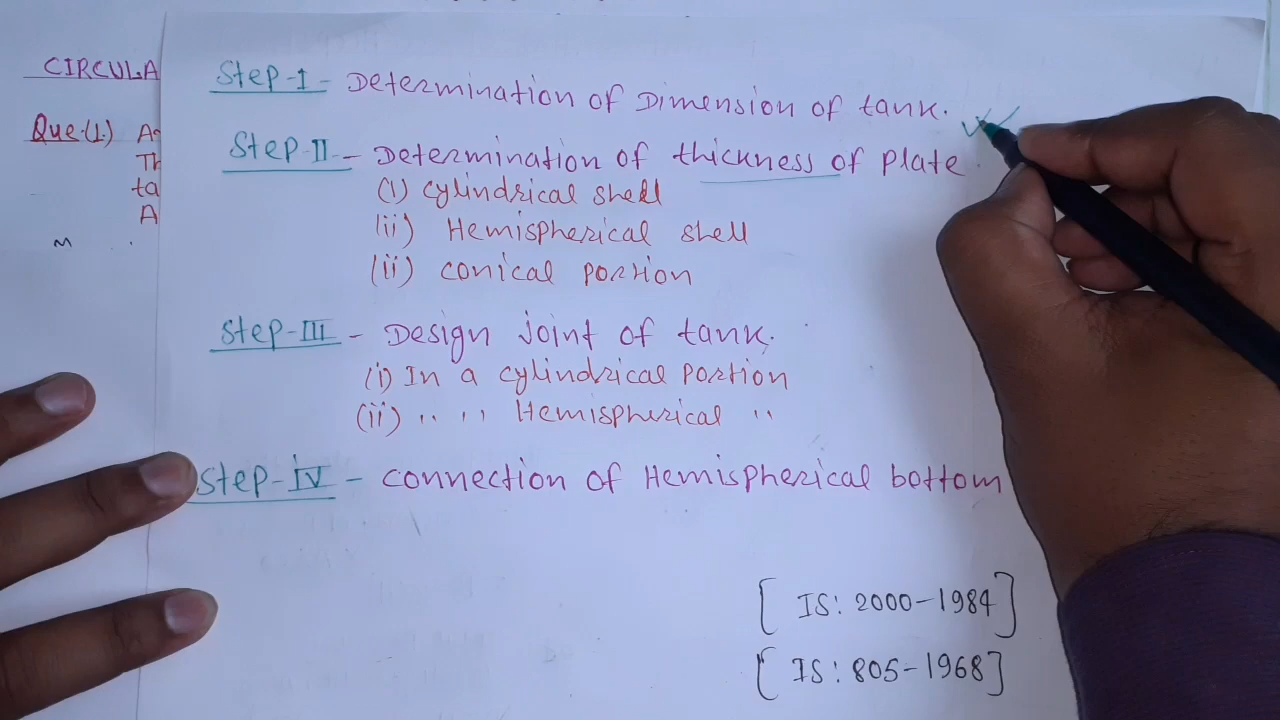 CIRCULA
Que.(1.) A
Th
ta
A
Step-I - Determination of Dimension of tank.
Step-II - Determination of thickness of plate.
(i) cylindrical shell
(ii) Hemispherical shell
(ii) conical portion
Step-III - Design joint of tank.
(i) In a cylindrical portion
(ii) " " Hemispherical "
Step-IV - connection of Hemispherical bottom
[ IS: 2000-1984 ]
[ IS: 805-1968 ]